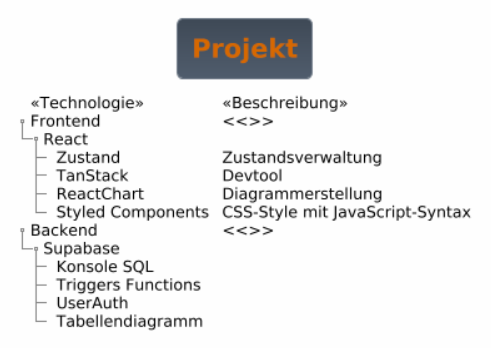 Projekt
«Technologie» «Beschreibung»
Frontend <<>>
React
Zustand Zustandsverwaltung
TanStack Devtool
ReactChart Diagrammerstellung
Styled Components CSS-Style mit JavaScript-Syntax
Backend <<>>
Supabase
Konsole SQL
Triggers Functions
UserAuth
Tabellendiagramm